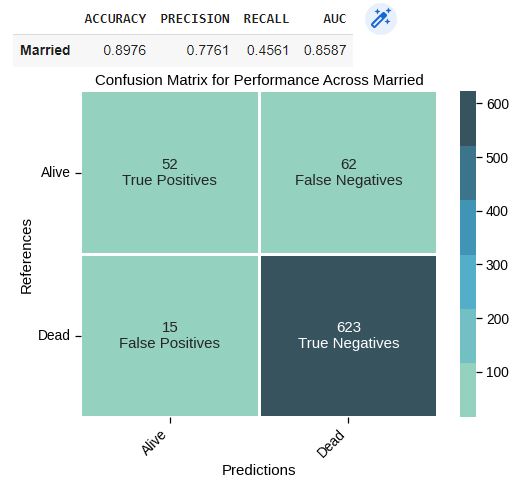 ACCURACY PRECISION RECALL AUC
Married 0.8976 0.7761 0.4561 0.8587
Confusion Matrix for Performance Across Married
600
500
400
300
200
100
References
Alive
52
True Positives
62
False Negatives
Dead
15
False Positives
623
True Negatives
Alive
Dead
Predictions